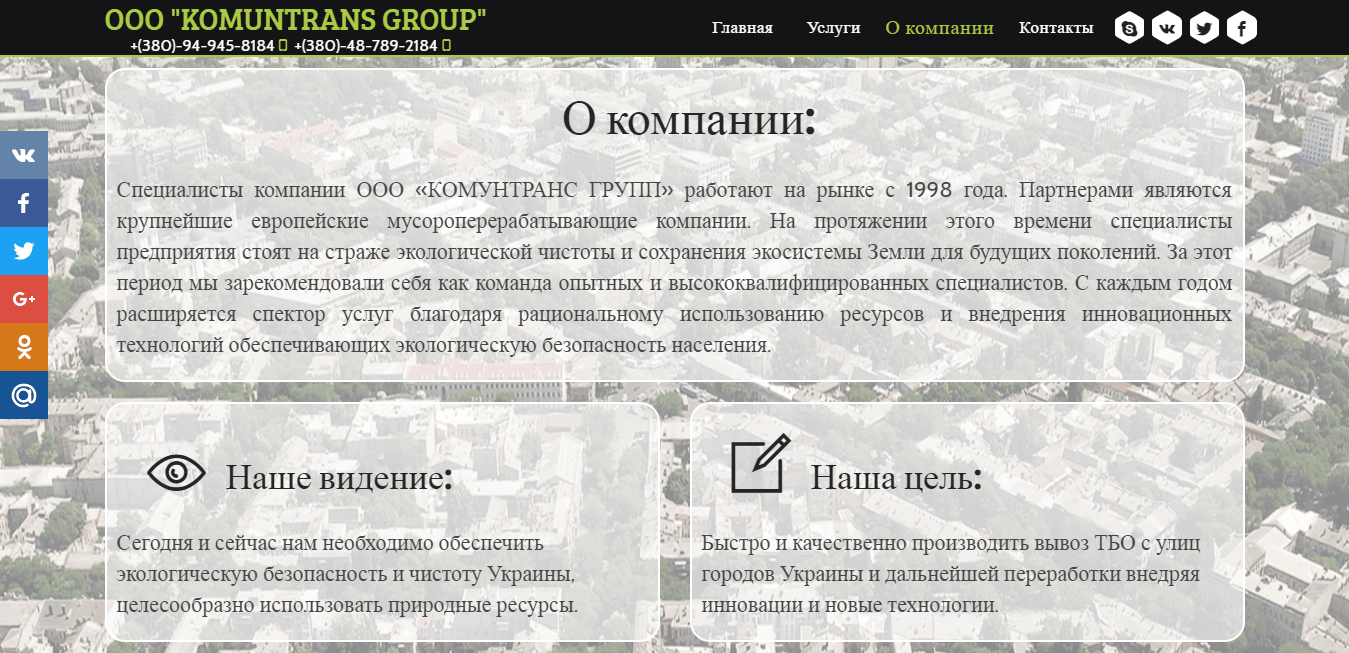 ООО "KOMUNTRANS GROUP"
+(380)-94-945-8184 +(380)-48-789-2184
Главная Услуги О компании Контакты
О компании:
Специалисты компании ООО «КОМУНТРАНС ГРУПП» работают на рынке с 1998 года. Партнерами являются
крупнейшие европейские мусороперерабатывающие компании. На протяжении этого времени специалисты
предприятия стоят на страже экологической чистоты и сохранения экосистемы Земли для будущих поколений. За этот
период мы зарекомендовали себя как команда опытных и высококвалифицированных специалистов. С каждым годом
расширяется спектор услуг благодаря рациональному использованию ресурсов и внедрения инновационных
технологий обеспечивающих экологическую безопасность населения.
Наше видение:
Сегодня и сейчас нам необходимо обеспечить
экологическую безопасность и чистоту Украины,
целесообразно использовать природные ресурсы.
Наша цель:
Быстро и качественно производить вывоз ТБО с улиц
городов Украины и дальнейшей переработки внедряя
инновации и новые технологии.